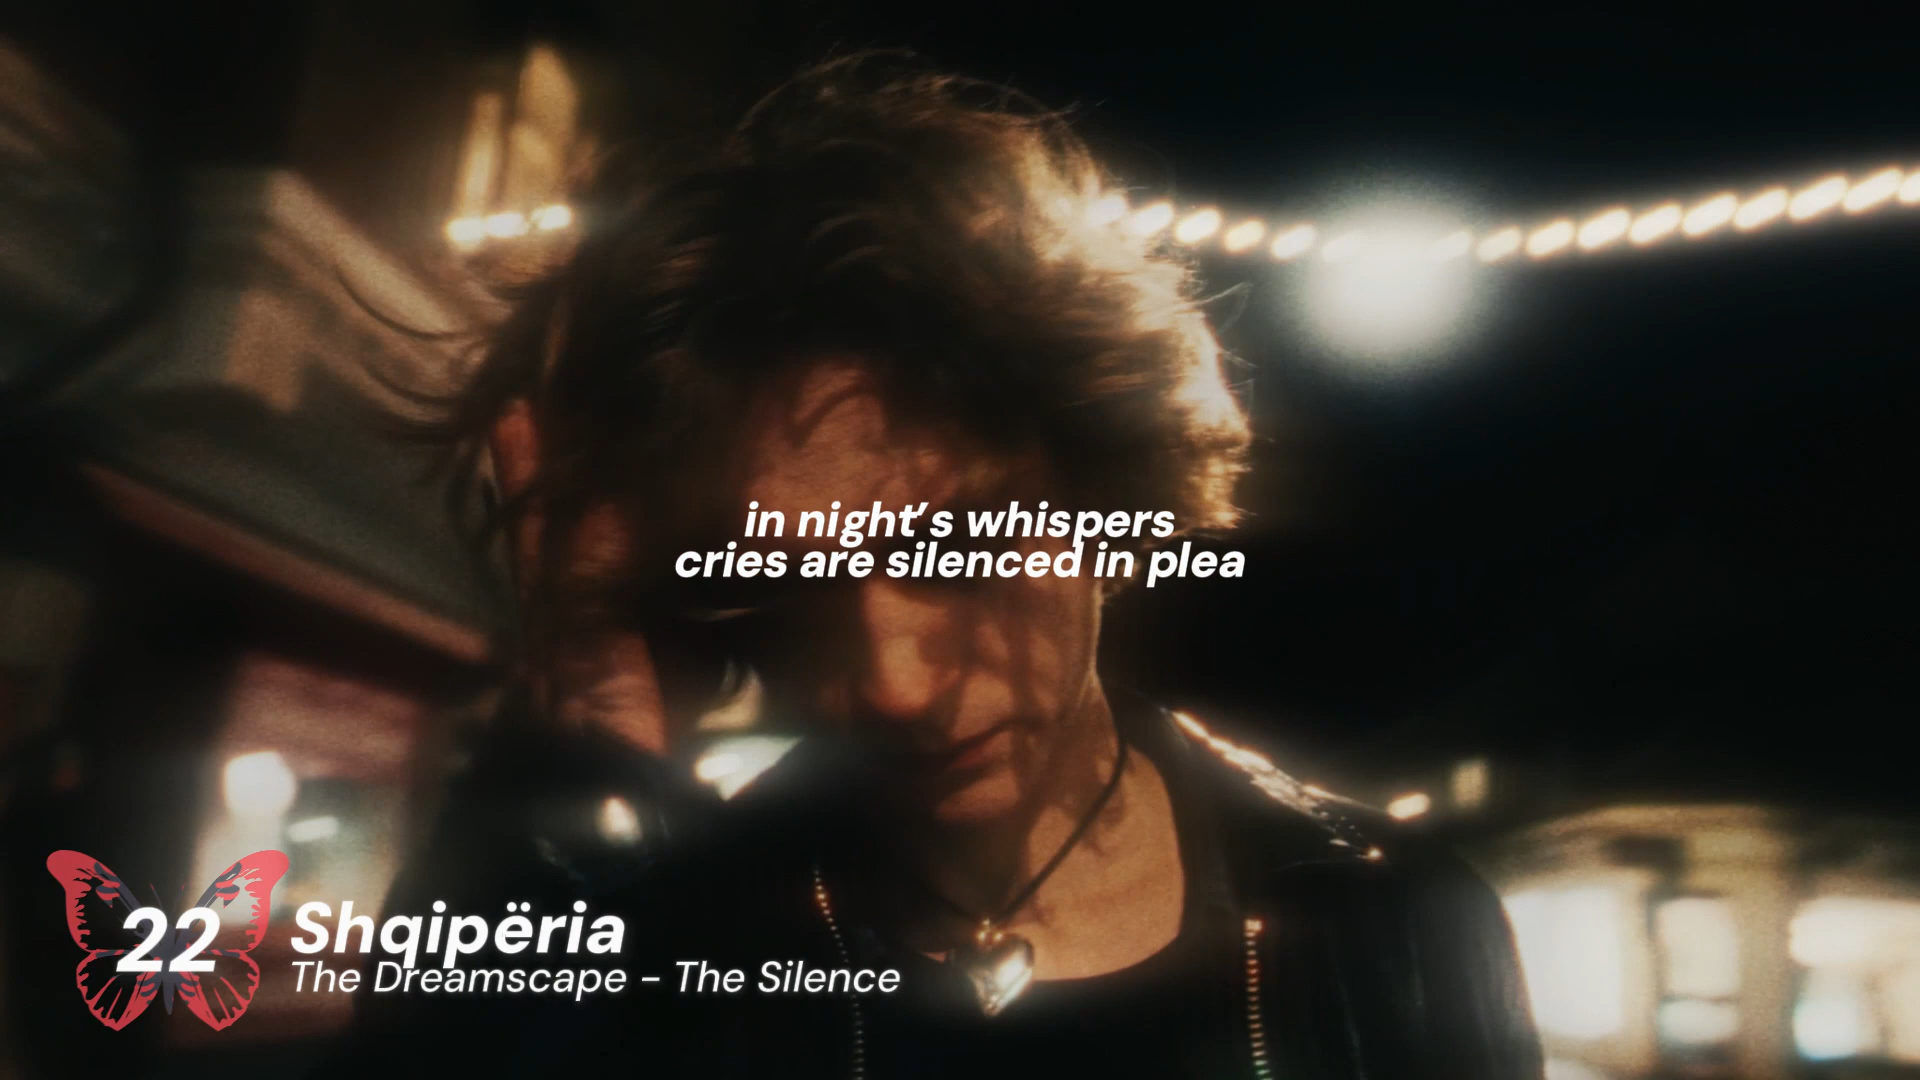 in night’s whispers
cries are silenced in plea
22
Shqipëria
The Dreamscape - The Silence